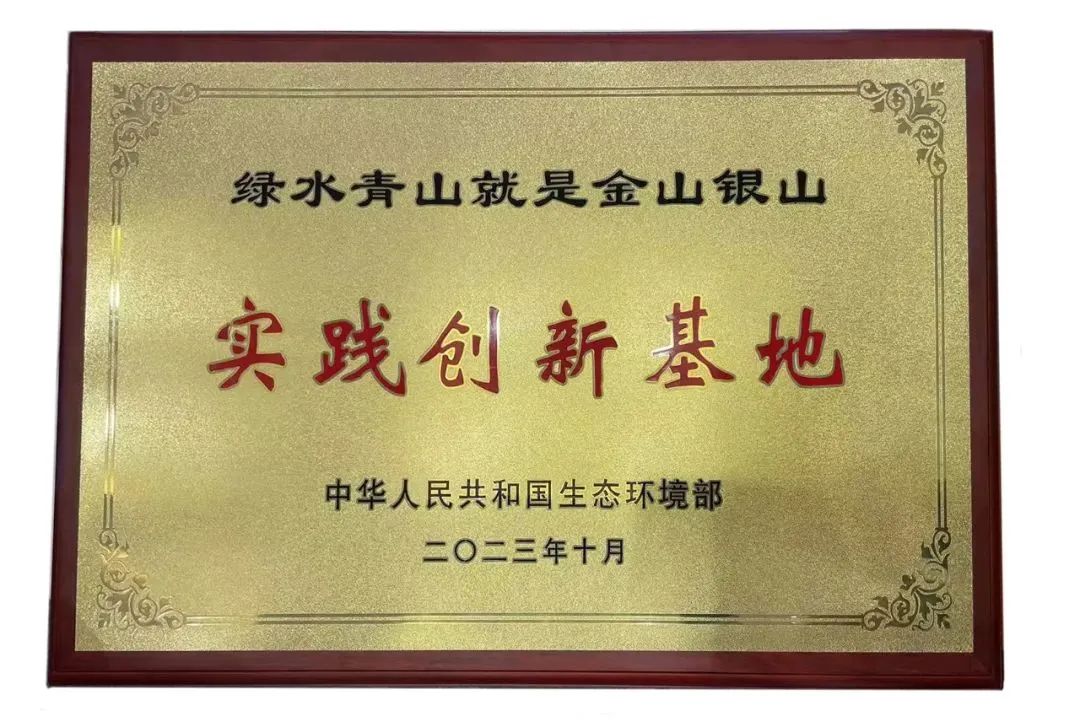 绿水青山就是金山银山
实践创新基地
中华人民共和国生态环境部
二〇二三年十月